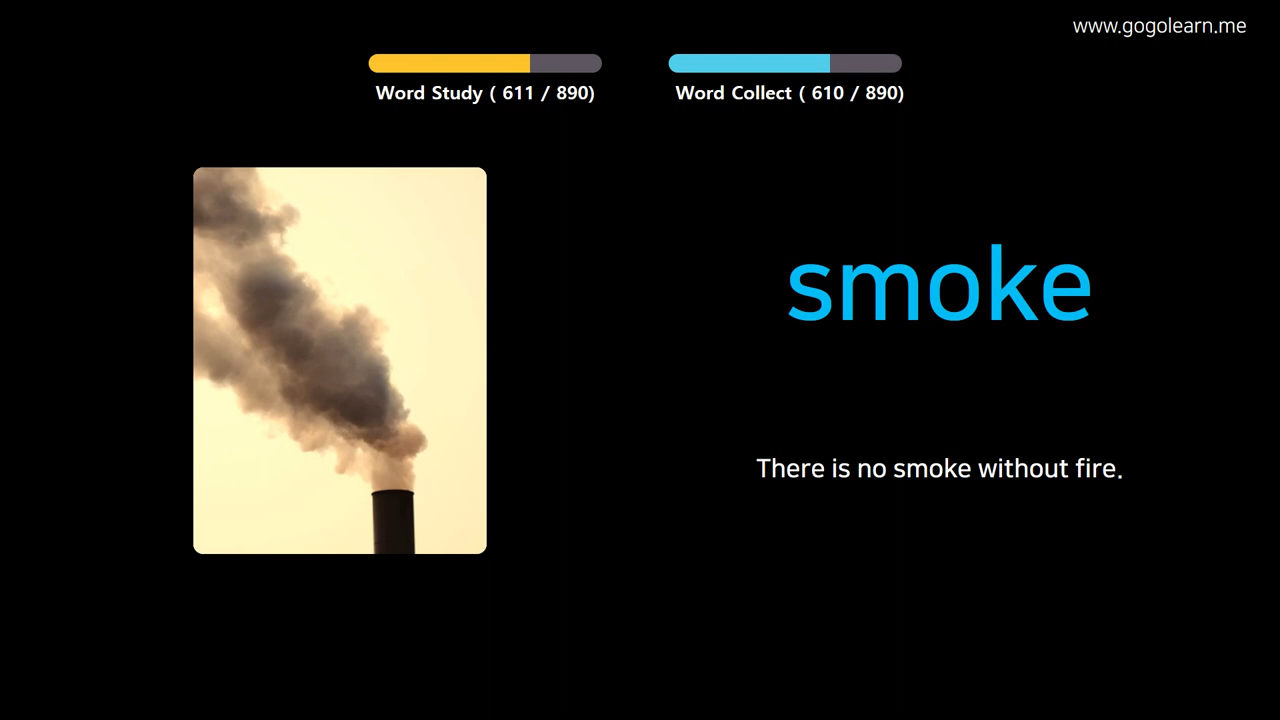 www.gogolearn.me
Word Study ( 611 / 890)
Word Collect ( 610 / 890)
smoke
There is no smoke without fire.